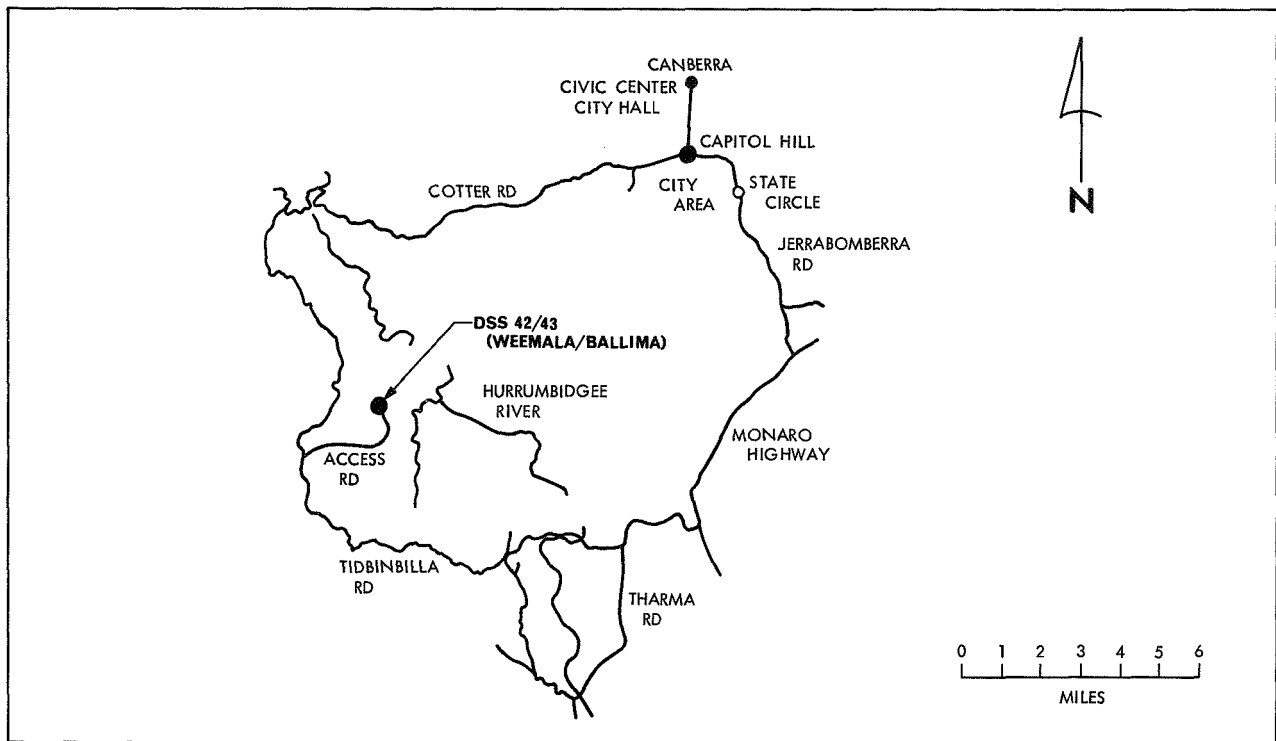 CANBERRA
CIVIC CENTER
CITY HALL
CAPITOL HILL
CITY
AREA
STATE
CIRCLE
COTTER RD
JERRABOMBERRA
RD
N
DSS 42/43
(WEEMALA/BALLIMA)
HURRUMBIDGEE
RIVER
MONARO
HIGHWAY
ACCESS
RD
TIDBINBILLA
RD
THARMA
RD
0 1 2 3 4 5 6
MILES